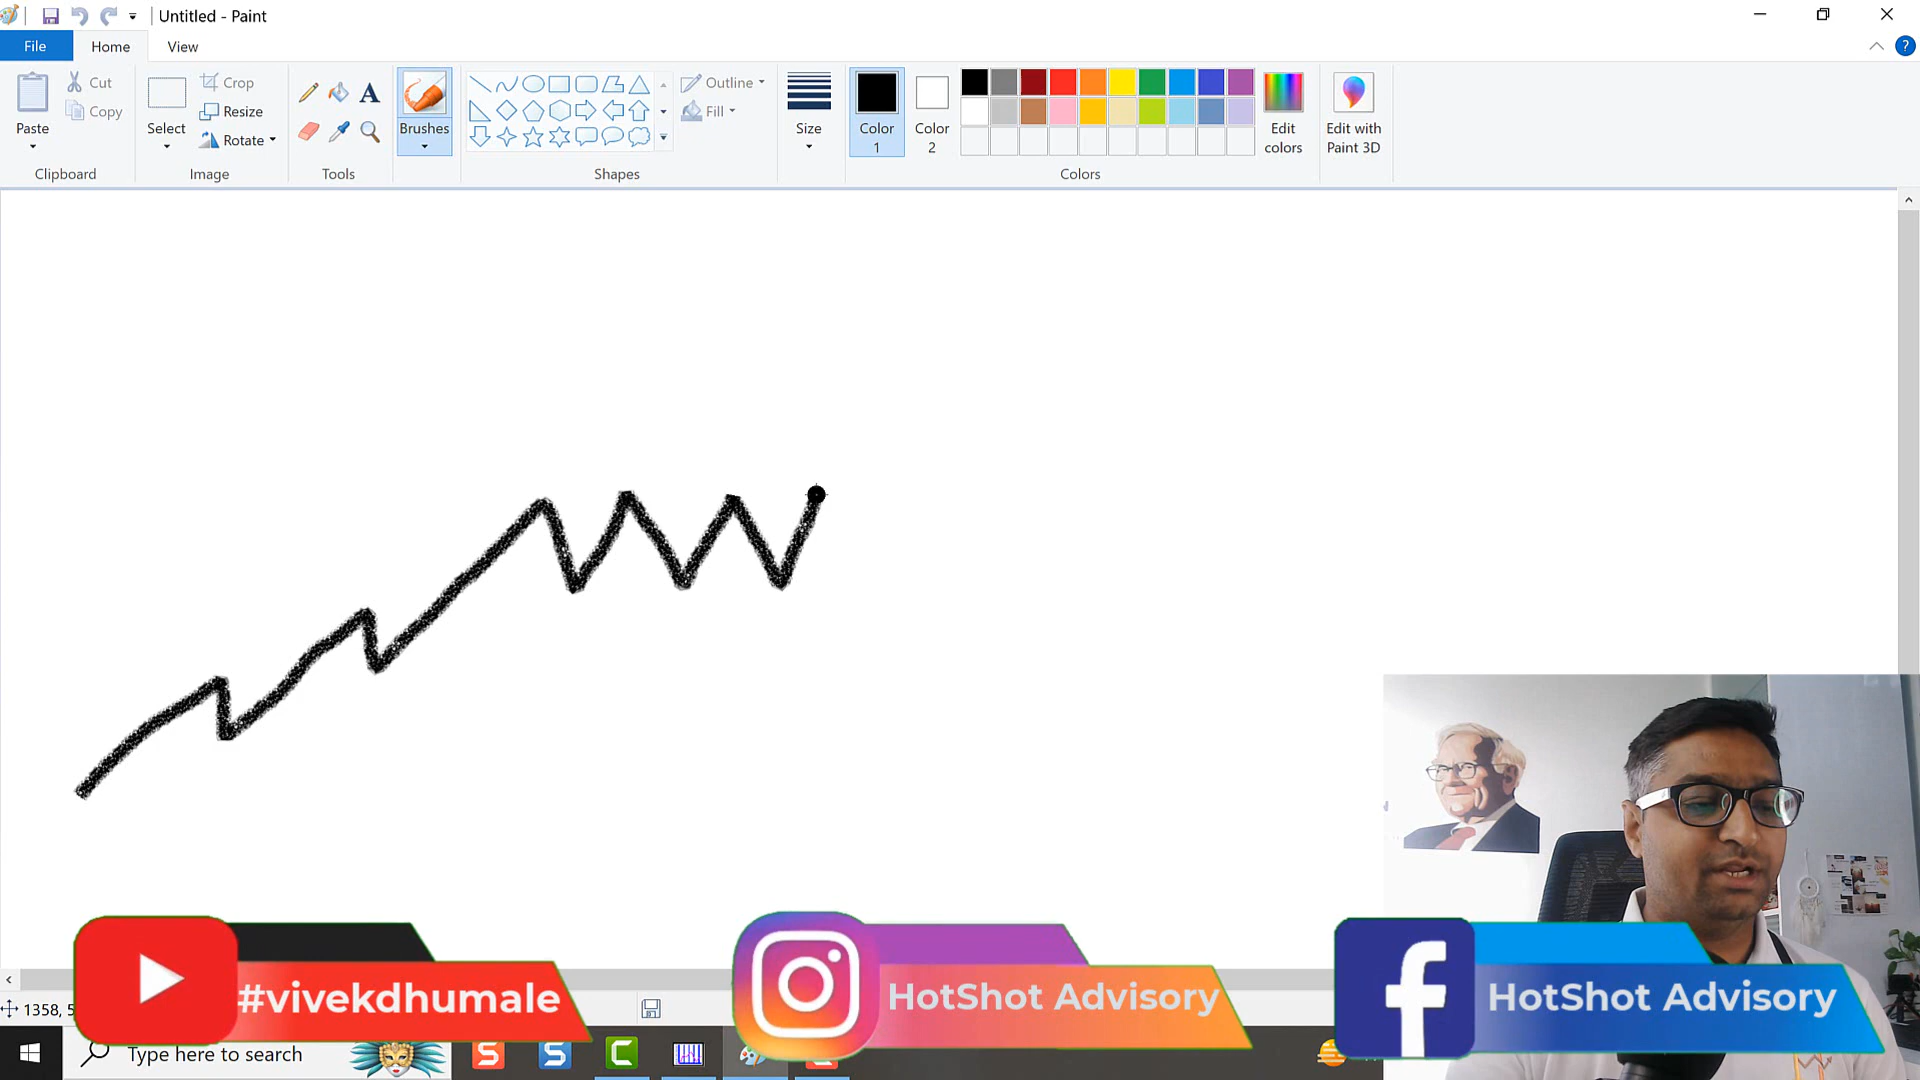 Untitled - Paint
File
Home
View
Paste
Cut
Copy
Clipboard
Select
Crop
Resize
Rotate
Image
A
Tools
Brushes
Outline
Fill
Shapes
Size
Color
1
Color
2
Edit
colors
Colors
Edit with
Paint 3D
?
#vivekdhumale
HotShot Advisory
f
HotShot Advisory
1358, 5
Type here to search
S
S
C